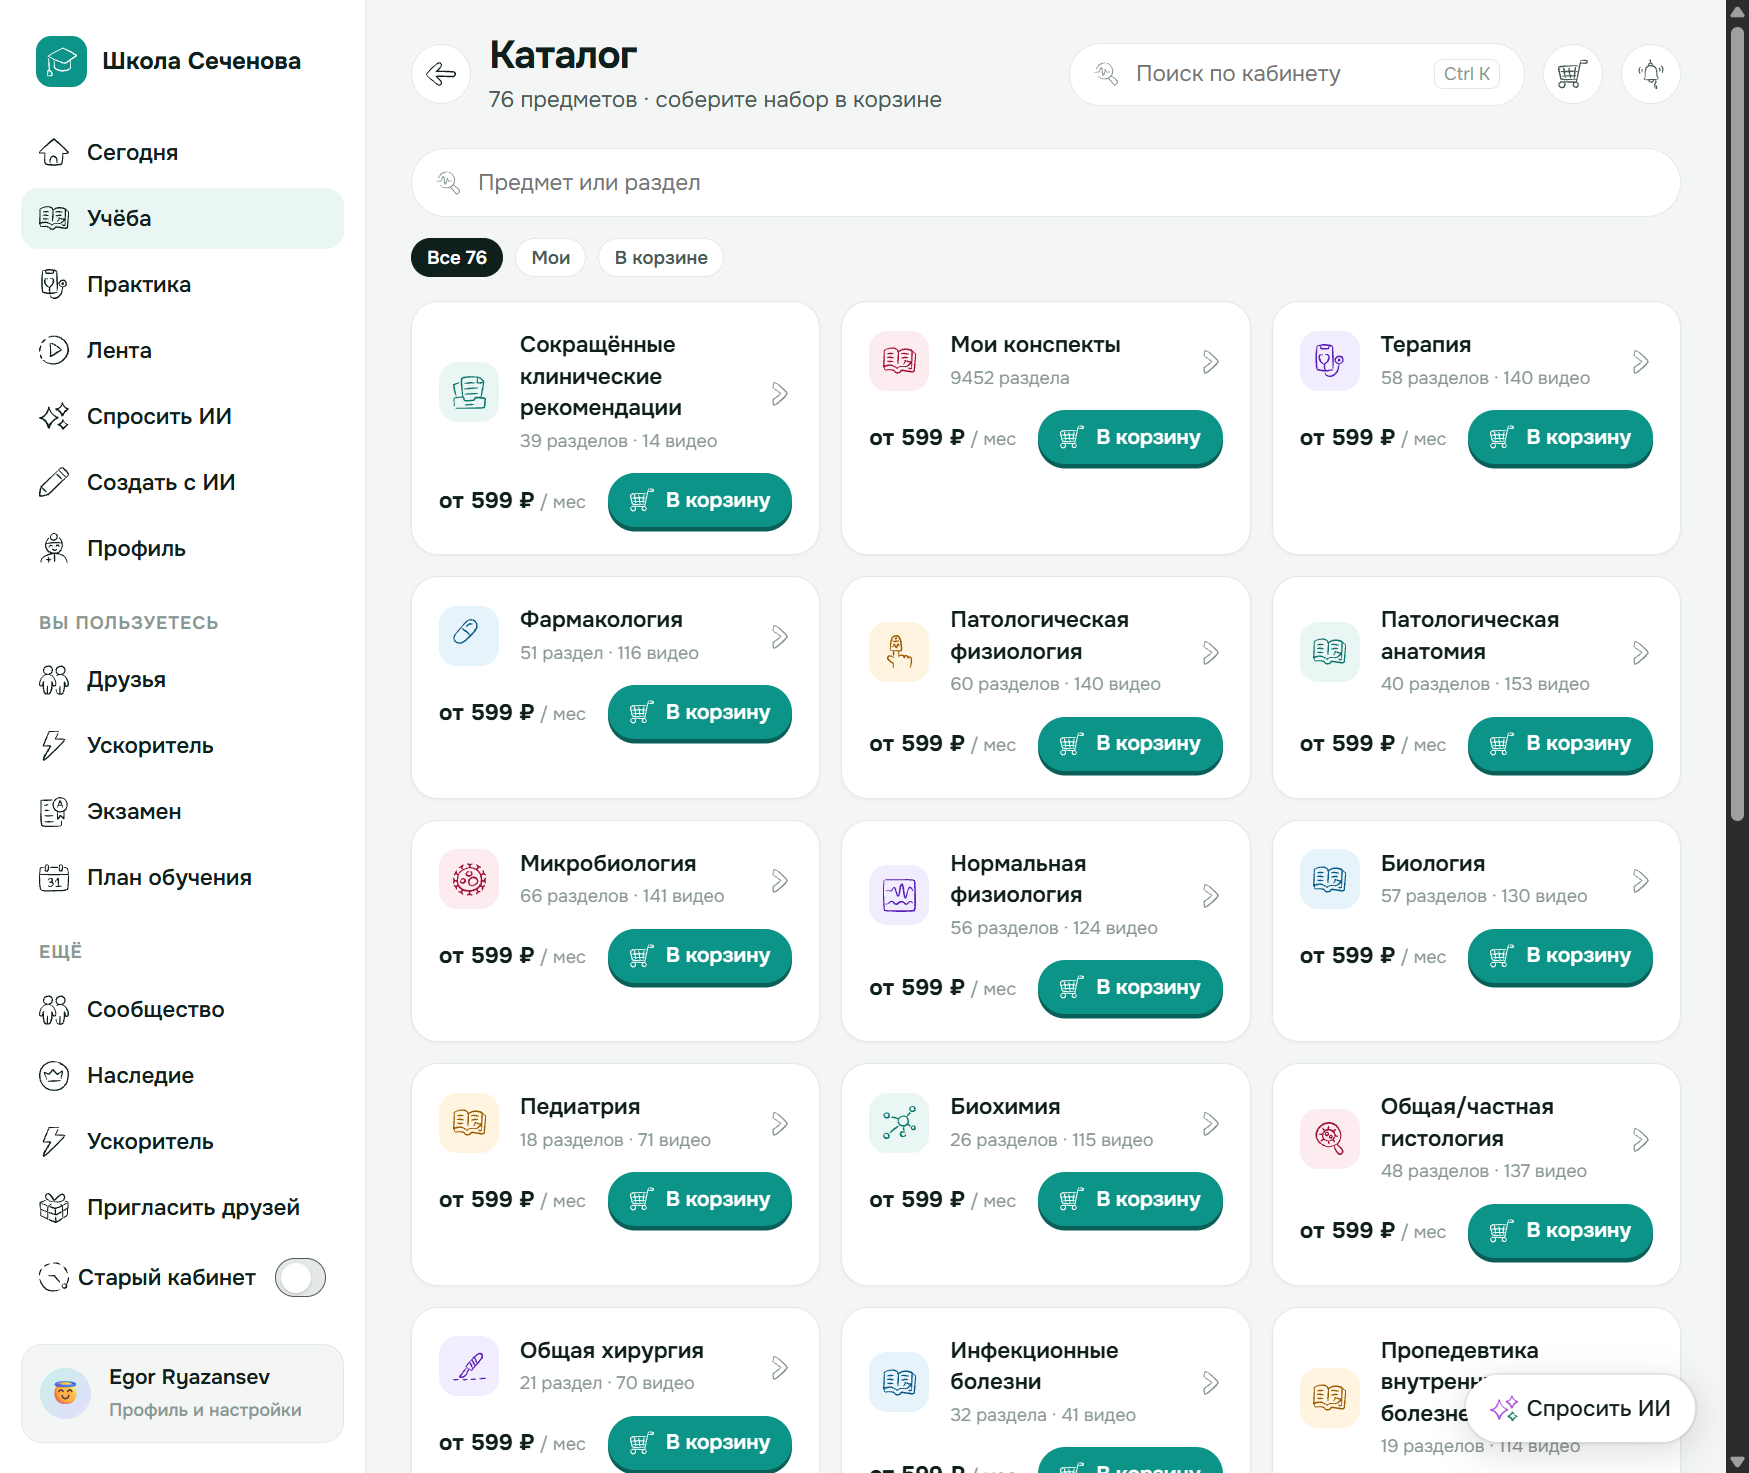 Школа Сеченова
Сегодня
Учёба
Практика
Лента
Спросить ИИ
Создать с ИИ
Профиль
ВЫ ПОЛЬЗУЕТЕСЬ
Друзья
Ускоритель
Экзамен
31
План обучения
ЕЩЁ
Сообщество
Наследие
Ускоритель
Пригласить друзей
Старый кабинет
Egor Ryazansev
Профиль и настройки
Каталог
76 предметов · соберите набор в корзине
Поиск по кабинету
Ctrl K
Предмет или раздел
Все 76
Мои
В корзине
Сокращённые
клинические
рекомендации
39 разделов · 14 видео
от 599 ₽ / мес
В корзину
Мои конспекты
9452 раздела
от 599 ₽ / мес
В корзину
Терапия
58 разделов · 140 видео
от 599 ₽ / мес
В корзину
Фармакология
51 раздел · 116 видео
от 599 ₽ / мес
В корзину
Патологическая
физиология
60 разделов · 140 видео
от 599 ₽ / мес
В корзину
Патологическая
анатомия
40 разделов · 153 видео
от 599 ₽ / мес
В корзину
Микробиология
66 разделов · 141 видео
от 599 ₽ / мес
В корзину
Нормальная
физиология
56 разделов · 124 видео
от 599 ₽ / мес
В корзину
Биология
57 разделов · 130 видео
от 599 ₽ / мес
В корзину
Педиатрия
18 разделов · 71 видео
от 599 ₽ / мес
В корзину
Биохимия
26 разделов · 115 видео
от 599 ₽ / мес
В корзину
Общая/частная
гистология
48 разделов · 137 видео
от 599 ₽ / мес
В корзину
Общая хирургия
21 раздел · 70 видео
от 599 ₽ / мес
В корзину
Инфекционные
болезни
32 раздела · 41 видео
от 599 ₽ / мес
В корзину
Пропедевтика
19 разделов · 114 видео
Спросить ИИ